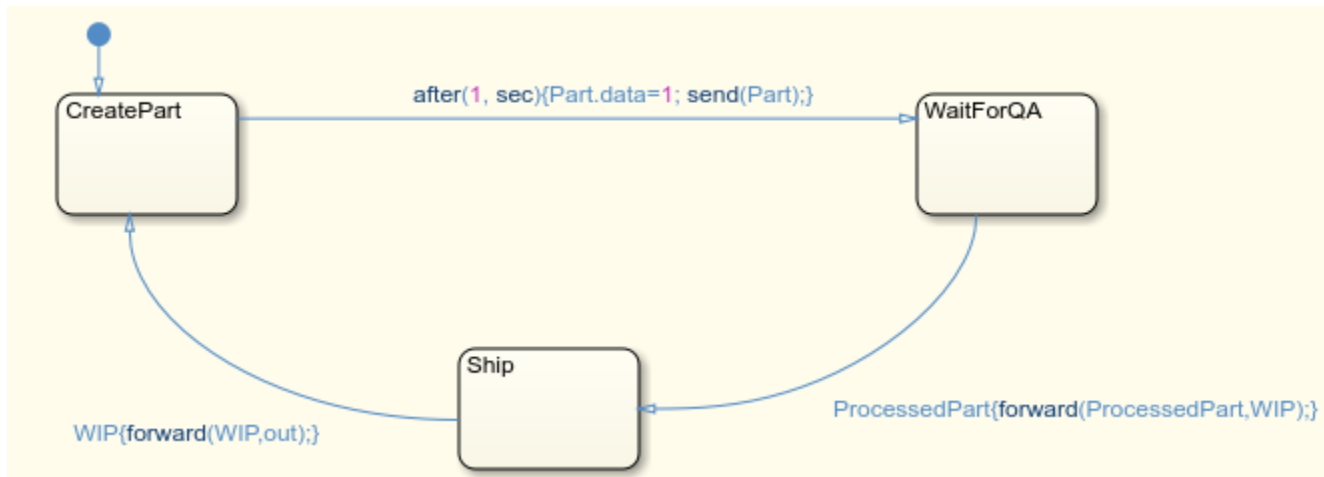 after(1, sec){Part.data=1; send(Part);}
CreatePart
WaitForQA
Ship
ProcessedPart{forward(ProcessedPart,WIP);}
WIP{forward(WIP,out);}